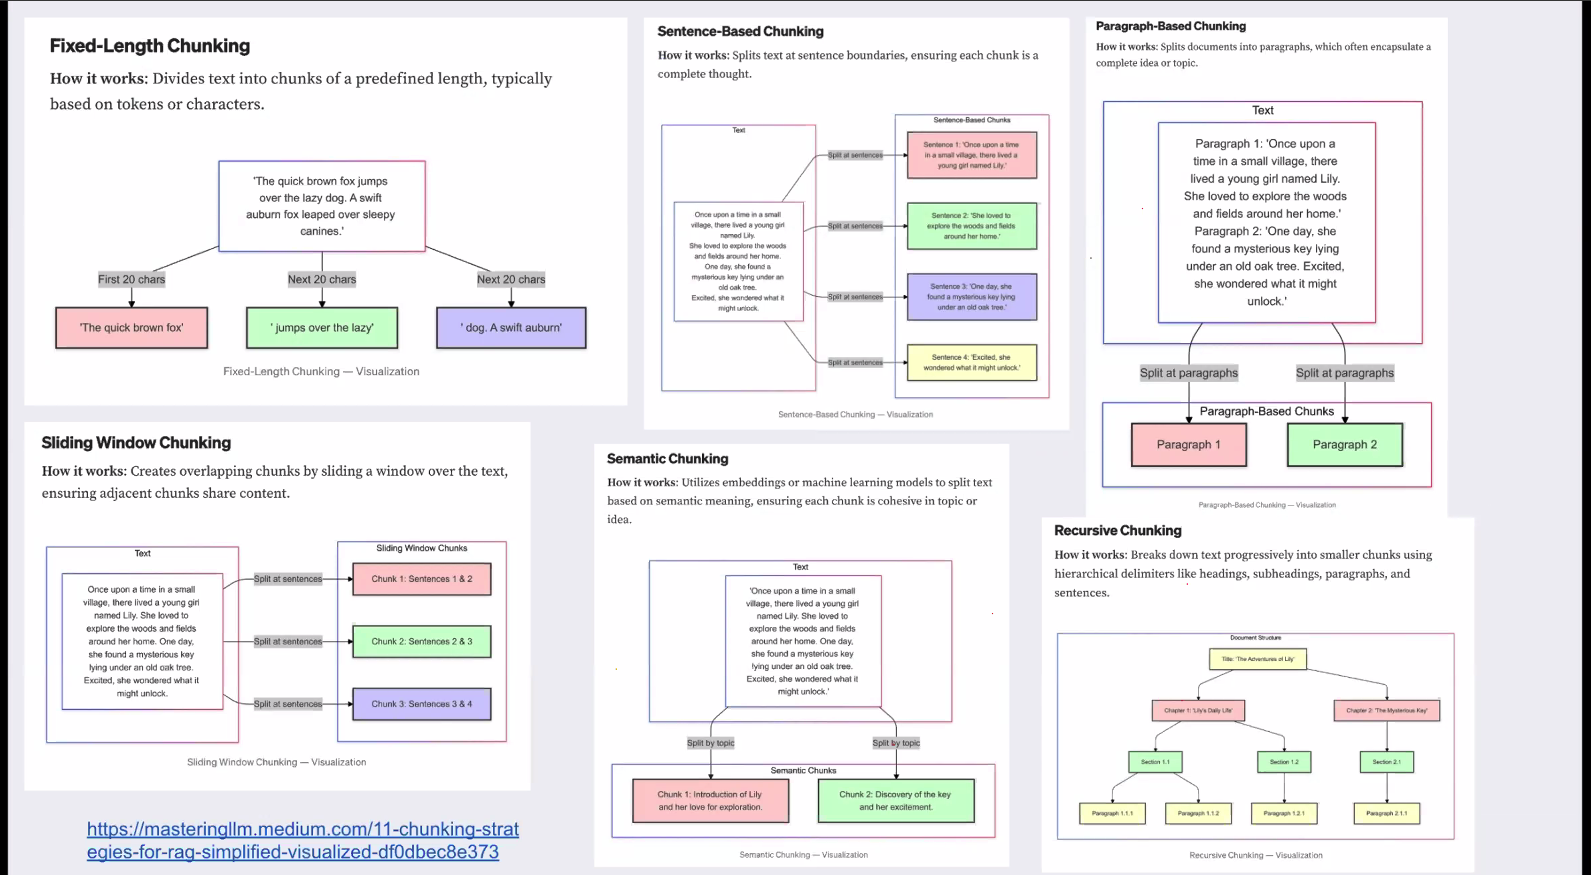 Fixed-Length Chunking
How it works: Divides text into chunks of a predefined length, typically
based on tokens or characters.
'The quick brown fox jumps
over the lazy dog. A swift
auburn fox leaped over sleepy
canines.'
First 20 chars
Next 20 chars
Next 20 chars
'The quick brown fox'
' jumps over the lazy'
' dog. A swift auburn'
Fixed-Length Chunking — Visualization
Sentence-Based Chunking
How it works: Splits text at sentence boundaries, ensuring each chunk is a
complete thought.
Text
Once upon a time in a small
village, there lived a young girl
named Lily.
She loved to explore the woods
and fields around her home.
One day, she found a
mysterious key lying under an
old oak tree.
Excited, she wondered what it
might unlock.
Split at sentences
Split at sentences
Split at sentences
Split at sentences
Sentence-Based Chunks
Sentence 1: 'Once upon a time
in a small village, there lived a
young girl named Lily.'
Sentence 2: 'She loved to
explore the woods and fields
around her home.'
Sentence 3: 'One day, she
found a mysterious key lying
under an old oak tree.'
Sentence 4: 'Excited, she
wondered what it might unlock.'
Sentence-Based Chunking — Visualization
Paragraph-Based Chunking
How it works: Splits documents into paragraphs, which often encapsulate a
complete idea or topic.
Text
Paragraph 1: 'Once upon a
time in a small village, there
lived a young girl named Lily.
She loved to explore the woods
and fields around her home.'
Paragraph 2: 'One day, she
found a mysterious key lying
under an old oak tree. Excited,
she wondered what it might
unlock.'
Split at paragraphs
Split at paragraphs
Paragraph-Based Chunks
Paragraph 1
Paragraph 2
Paragraph-Based Chunking — Visualization
Sliding Window Chunking
How it works: Creates overlapping chunks by sliding a window over the text,
ensuring adjacent chunks share content.
Text
Once upon a time in a small
village, there lived a young girl
named Lily. She loved to
explore the woods and fields
around her home. One day,
she found a mysterious key
lying under an old oak tree.
Excited, she wondered what it
might unlock.
Split at sentences
Split at sentences
Split at sentences
Sliding Window Chunks
Chunk 1: Sentences 1 & 2
Chunk 2: Sentences 2 & 3
Chunk 3: Sentences 3 & 4
Sliding Window Chunking — Visualization
https://masteringllm.medium.com/11-chunking-strat
egies-for-rag-simplified-visualized-df0dbec8e373
Semantic Chunking
How it works: Utilizes embeddings or machine learning models to split text
based on semantic meaning, ensuring each chunk is cohesive in topic or
idea.
Text
'Once upon a time in a small
village, there lived a young girl
named Lily. She loved to
explore the woods and fields
around her home. One day,
she found a mysterious key
lying under an old oak tree.
Excited, she wondered what it
might unlock.'
Split by topic
Split by topic
Semantic Chunks
Chunk 1: Introduction of Lily
and her love for exploration.
Chunk 2: Discovery of the key
and her excitement.
Semantic Chunking — Visualization
Recursive Chunking
How it works: Breaks down text progressively into smaller chunks using
hierarchical delimiters like headings, subheadings, paragraphs, and
sentences.
Document Structure
Title: 'The Adventures of Lily'
Chapter 1: 'Lily's Daily Life'
Chapter 2: 'The Mysterious Key'
Section 1.1
Section 1.2
Section 2.1
Paragraph 1.1.1
Paragraph 1.1.2
Paragraph 1.2.1
Paragraph 2.1.1
Recursive Chunking — Visualization